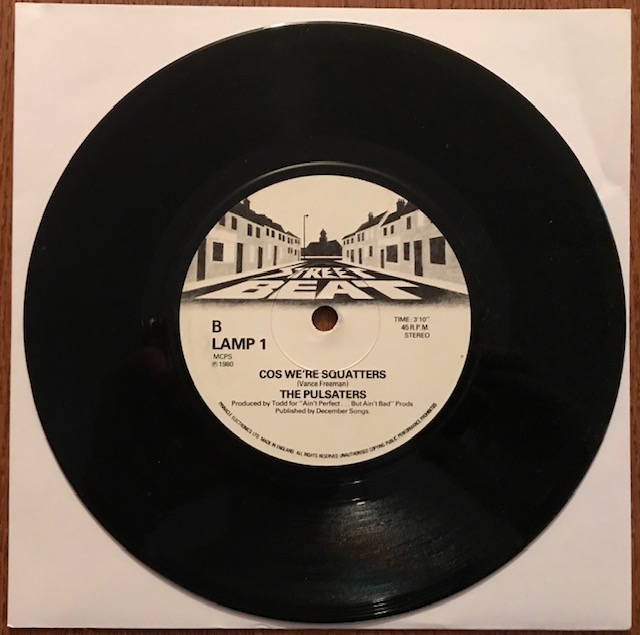 STREET
BEAT
B
LAMP 1
MCPS
℗ 1980
TIME: 3'10"
45 R.P.M.
STEREO
COS WE'RE SQUATTERS
(Vance Freeman)
THE PULSATERS
Produced by Todd for "Ain't Perfect . . . But Ain't Bad" Prods
Published by December Songs.
PINNACLE ELECTRONICS LTD. MADE IN ENGLAND ALL RIGHTS RESERVED UNAUTHORISED COPYING PUBLIC PERFORMANCE PROHIBITED